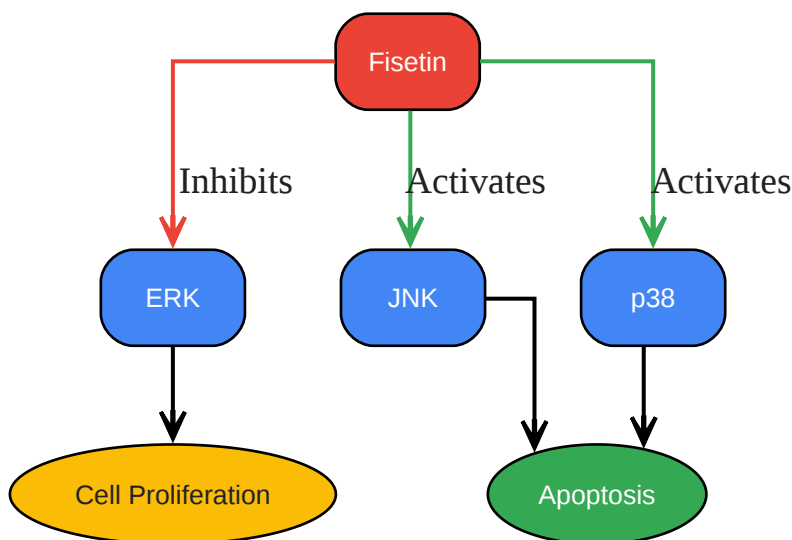 Fisetin
Inhibits
Activates
Activates
ERK
JNK
p38
Cell Proliferation
Apoptosis